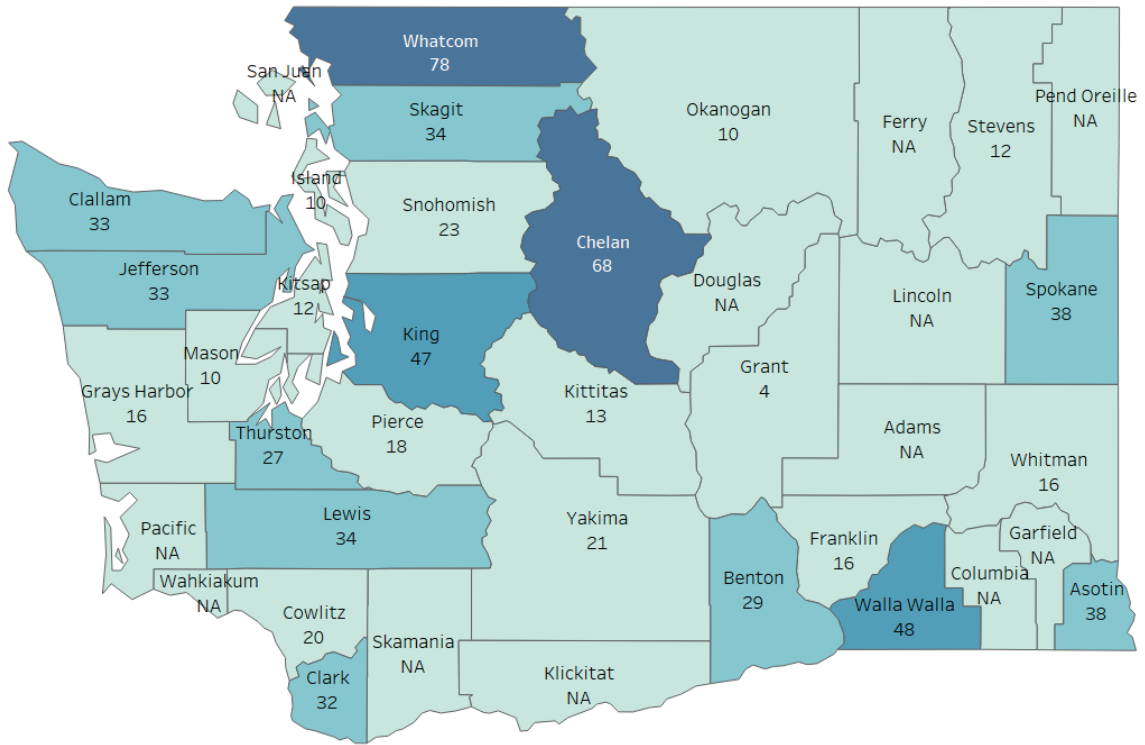 Whatcom
78
San Juan
NA
Skagit
34
Okanogan
10
Ferry
NA
Stevens
12
Pend Oreille
NA
Clallam
33
Island
10
Snohomish
23
Chelan
68
Jefferson
33
Kitsap
12
Douglas
NA
Lincoln
NA
Spokane
38
King
47
Mason
10
Grays Harbor
16
Kittitas
13
Grant
4
Pierce
18
Thurston
27
Adams
NA
Whitman
16
Lewis
34
Yakima
21
Pacific
NA
Franklin
16
Garfield
NA
Benton
29
Columbia
NA
Wahkiakum
NA
Walla Walla
48
Asotin
38
Cowlitz
20
Skamania
NA
Clark
32
Klickitat
NA